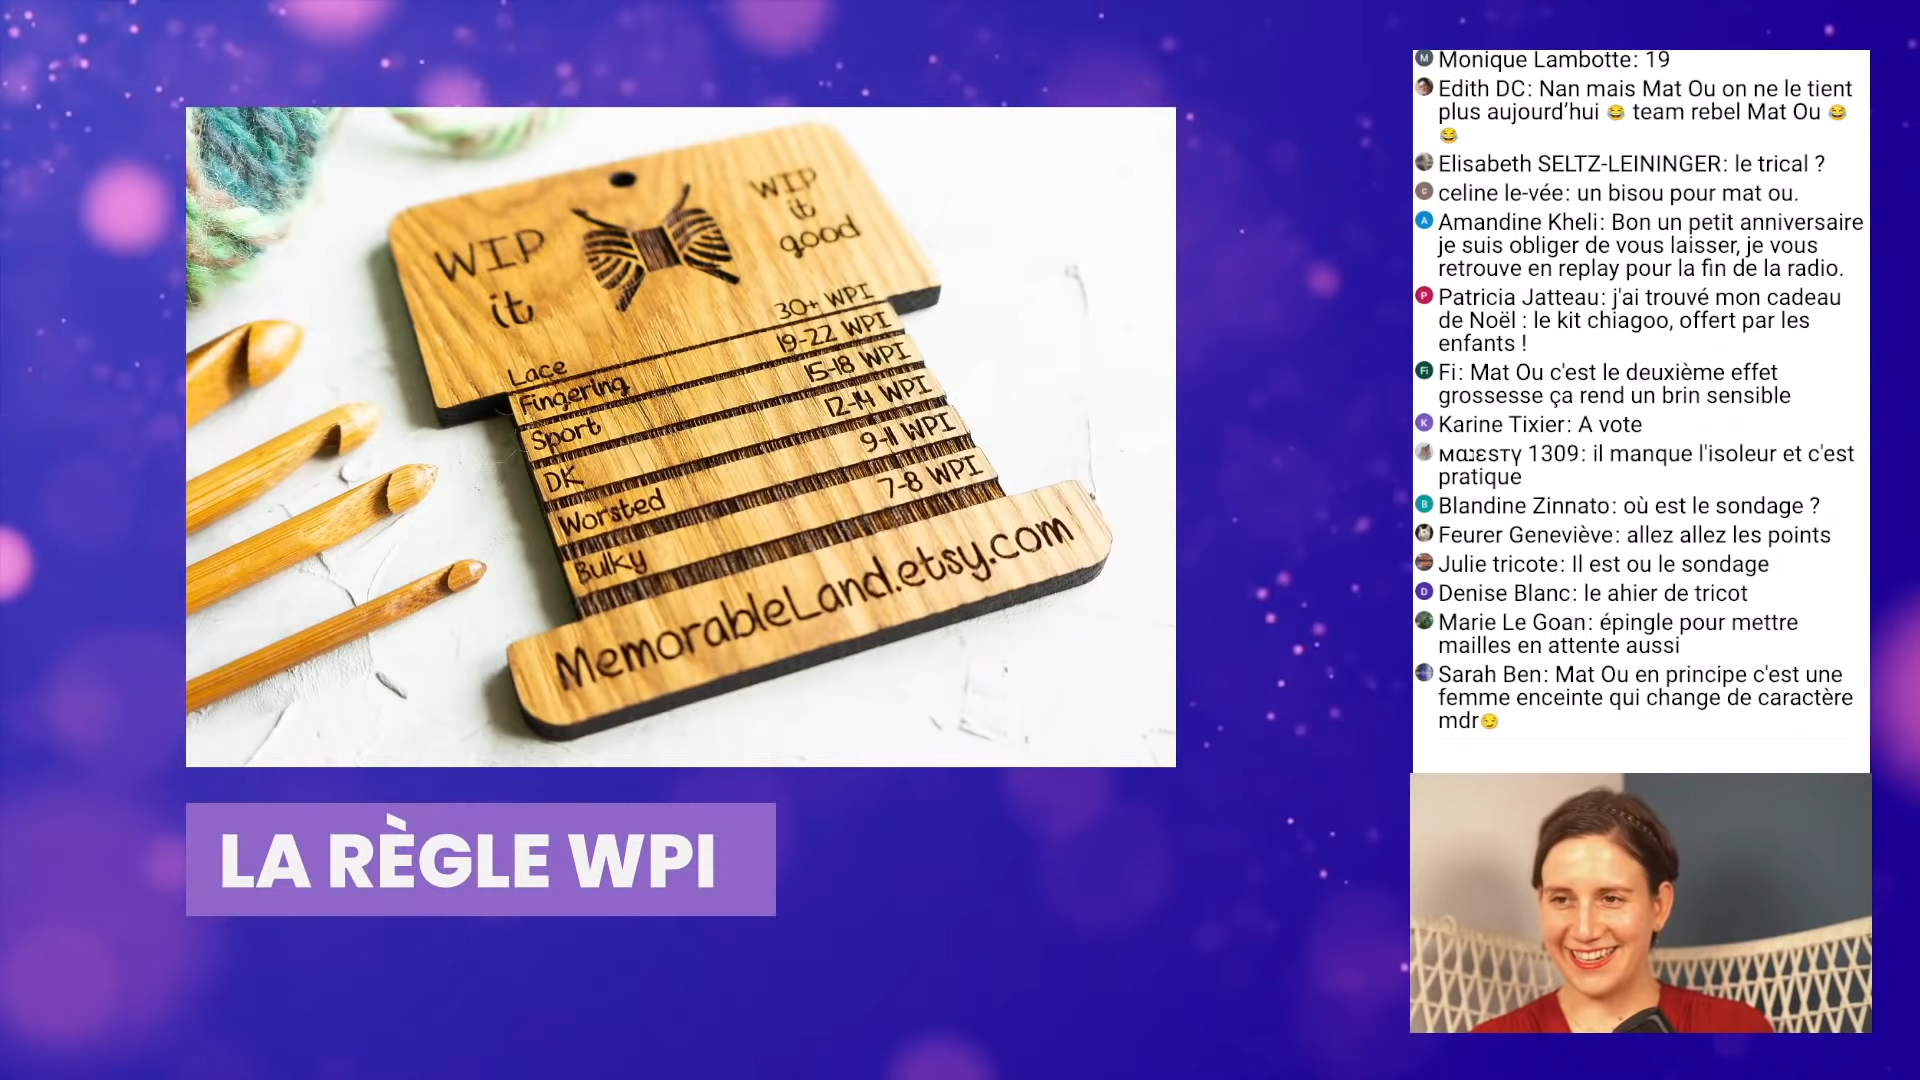 WIP
it
WIP
it
good
Lace 30+ WPI
Fingering 19-22 WPI
Sport 15-18 WPI
DK 12-14 WPI
Worsted 9-11 WPI
Bulky 7-8 WPI
MemorableLand.etsy.com
LA RÈGLE WPI
M Monique Lambotte: 19
Edith DC: Nan mais Mat Ou on ne le tient
plus aujourd’hui 😂 team rebel Mat Ou 😂
😂
Elisabeth SELTZ-LEININGER: le trical ?
c celine le-vée: un bisou pour mat ou.
A Amandine Kheli: Bon un petit anniversaire
je suis obliger de vous laisser, je vous
retrouve en replay pour la fin de la radio.
P Patricia Jatteau: j'ai trouvé mon cadeau
de Noël : le kit chiagoo, offert par les
enfants !
Fi Fi: Mat Ou c'est le deuxième effet
grossesse ça rend un brin sensible
K Karine Tixier: A vote
мαנєѕту 1309: il manque l'isoleur et c'est
pratique
B Blandine Zinnato: où est le sondage ?
Feurer Geneviève: allez allez les points
Julie tricote: Il est ou le sondage
D Denise Blanc: le ahier de tricot
Marie Le Goan: épingle pour mettre
mailles en attente aussi
Sarah Ben: Mat Ou en principe c'est une
femme enceinte qui change de caractère
mdr😏